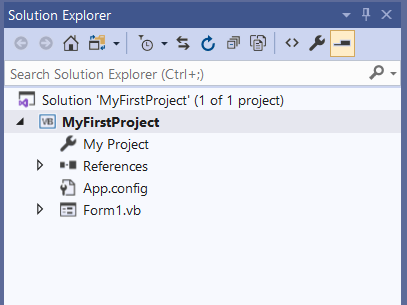 Solution Explorer
Search Solution Explorer (Ctrl+;)
Solution 'MyFirstProject' (1 of 1 project)
VB MyFirstProject
My Project
References
App.config
Form1.vb